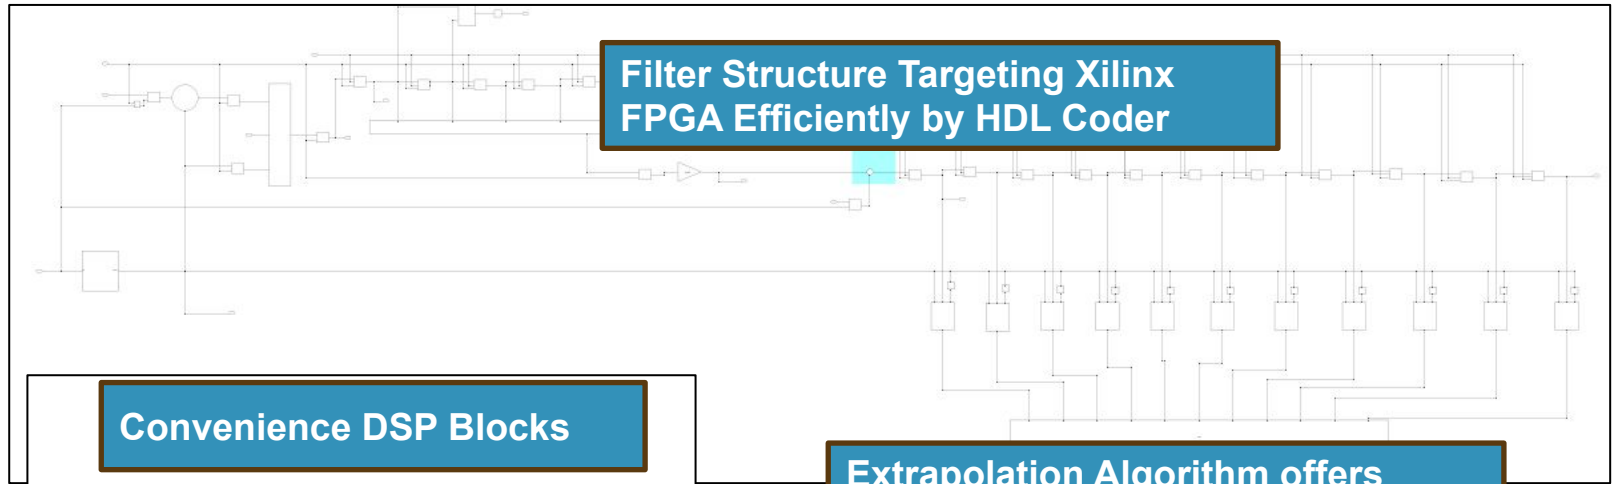 Filter Structure Targeting Xilinx
FPGA Efficiently by HDL Coder
Convenience DSP Blocks
Extrapolation Algorithm offers